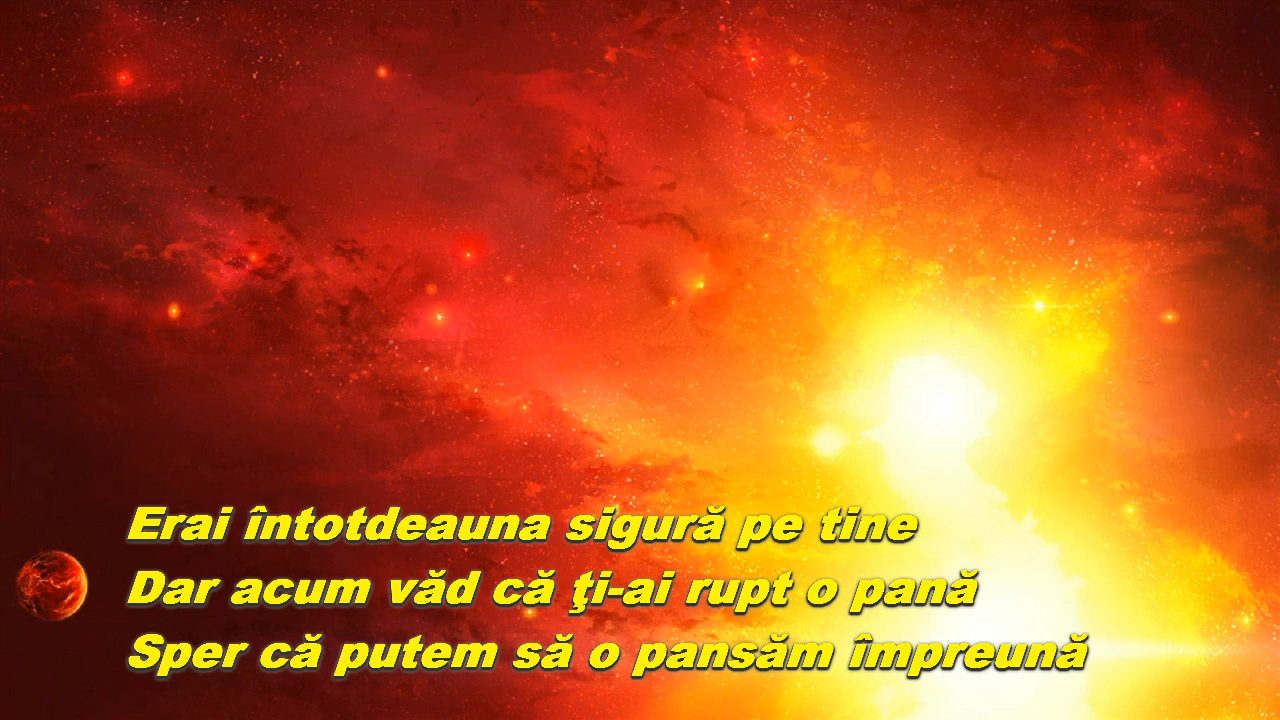 Erai întotdeauna sigură pe tine
Dar acum văd că ţi-ai rupt o pană
Sper că putem să o pansăm împreună